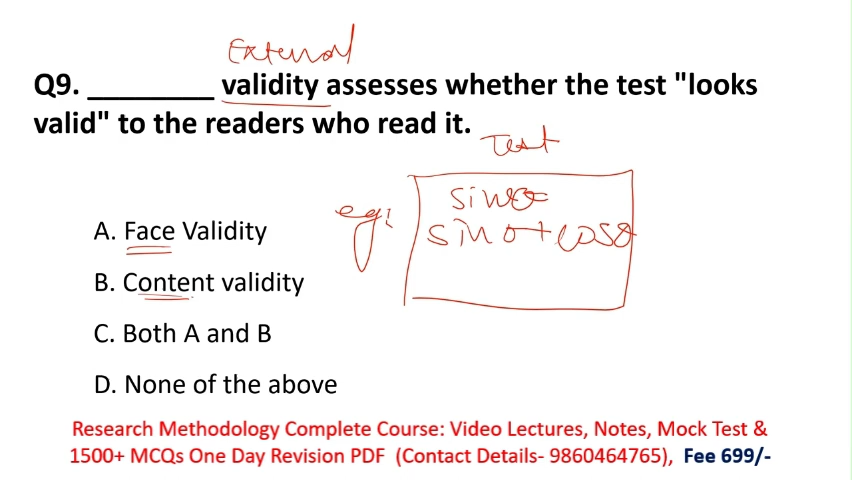 External
Q9. ________ validity assesses whether the test "looks
valid" to the readers who read it.
Test
eg:
sinθ
sinθ + cosθ
A. Face Validity
B. Content validity
C. Both A and B
D. None of the above
Research Methodology Complete Course: Video Lectures, Notes, Mock Test &
1500+ MCQs One Day Revision PDF (Contact Details- 9860464765), Fee 699/-